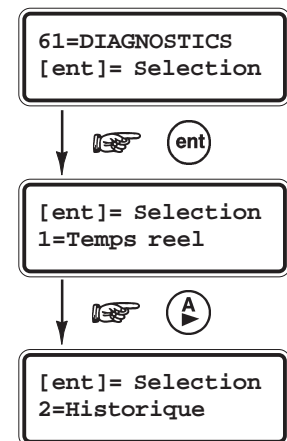 61=DIAGNOSTICS
[ent]= Selection
ent
[ent]= Selection
1=Temps reel
A
[ent]= Selection
2=Historique